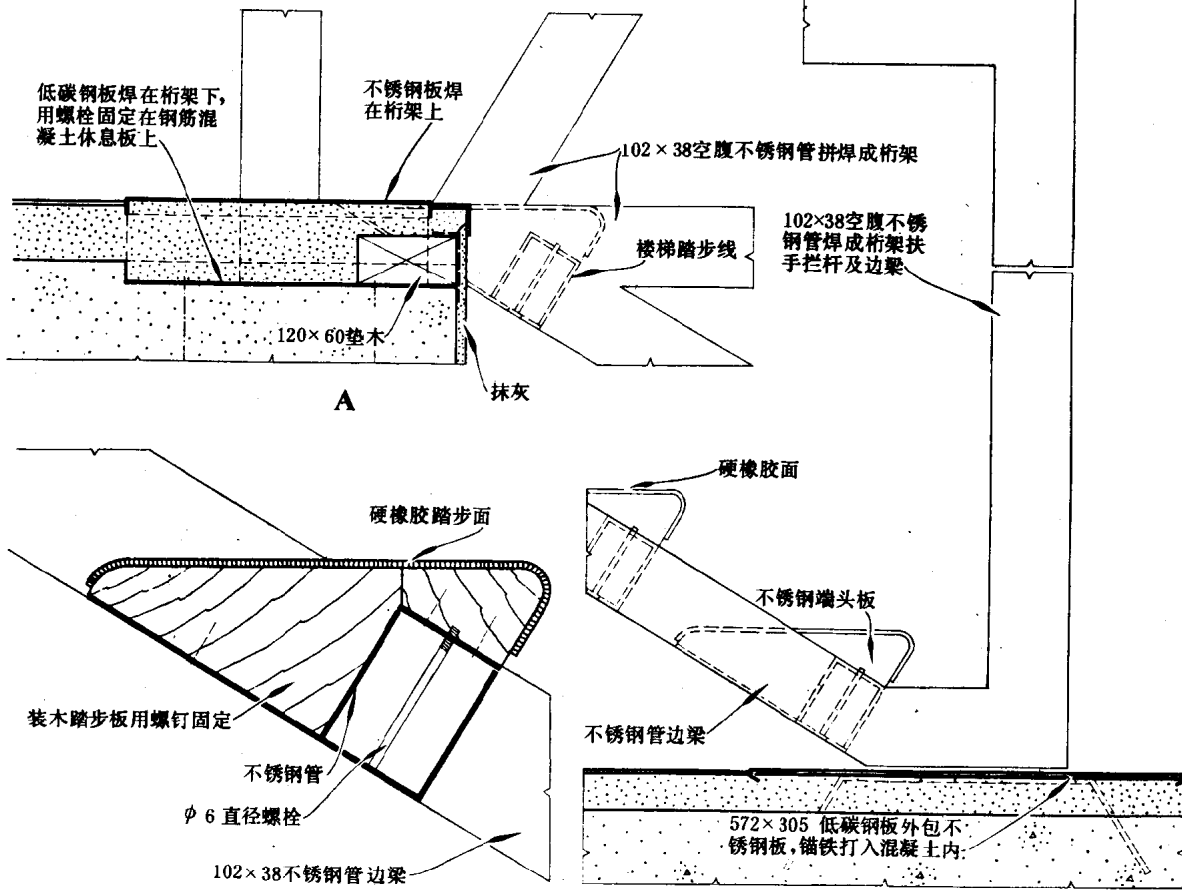 低碳钢板焊在桁架下，
用螺栓固定在钢筋混
凝土休息板上
不锈钢板焊
在桁架上
102×38空腹不锈钢管拼焊成桁架
楼梯踏步线
102×38空腹不锈
钢管焊成桁架扶
手拦杆及边梁
120×60垫木
抹灰
A
硬橡胶踏步面
装木踏步板用螺钉固定
不锈钢管
φ6直径螺栓
102×38不锈钢管边梁
硬橡胶面
不锈钢端头板
不锈钢管边梁
572×305 低碳钢板外包不
锈钢板，锚铁打入混凝土内